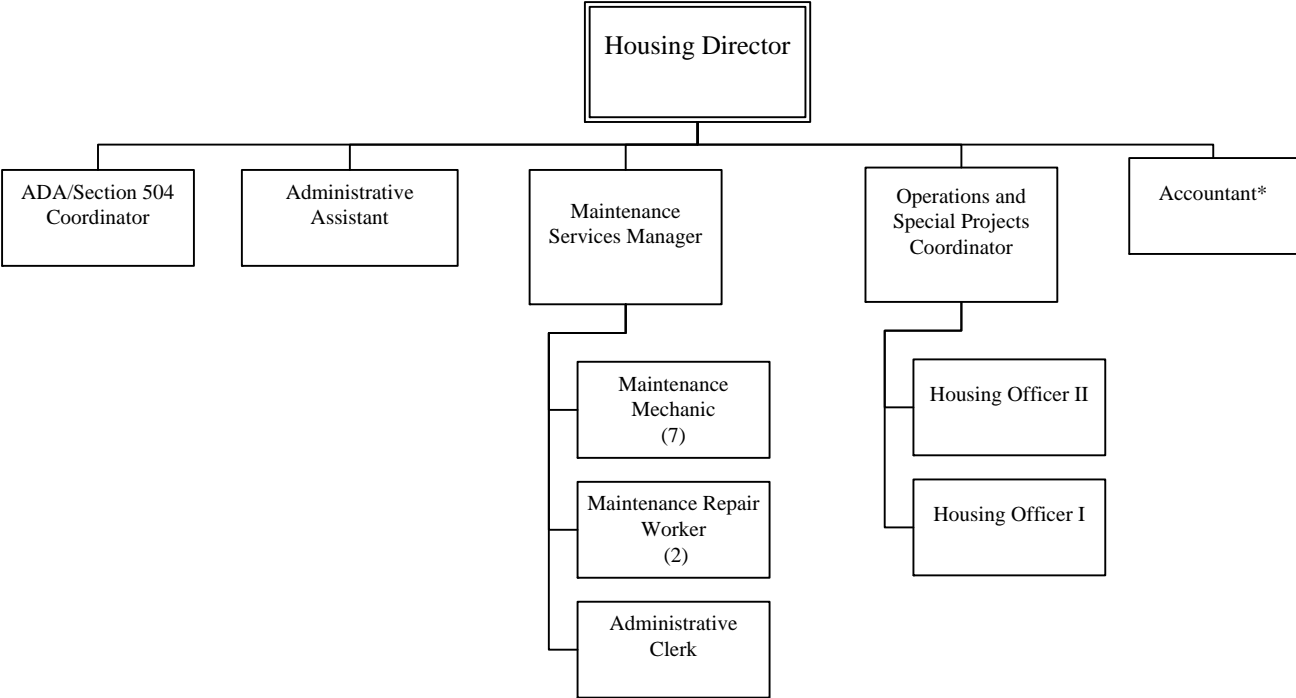 Housing Director
ADA/Section 504
Coordinator
Administrative
Assistant
Maintenance
Services Manager
Operations and
Special Projects
Coordinator
Accountant*
Maintenance
Mechanic
(7)
Maintenance Repair
Worker
(2)
Administrative
Clerk
Housing Officer II
Housing Officer I